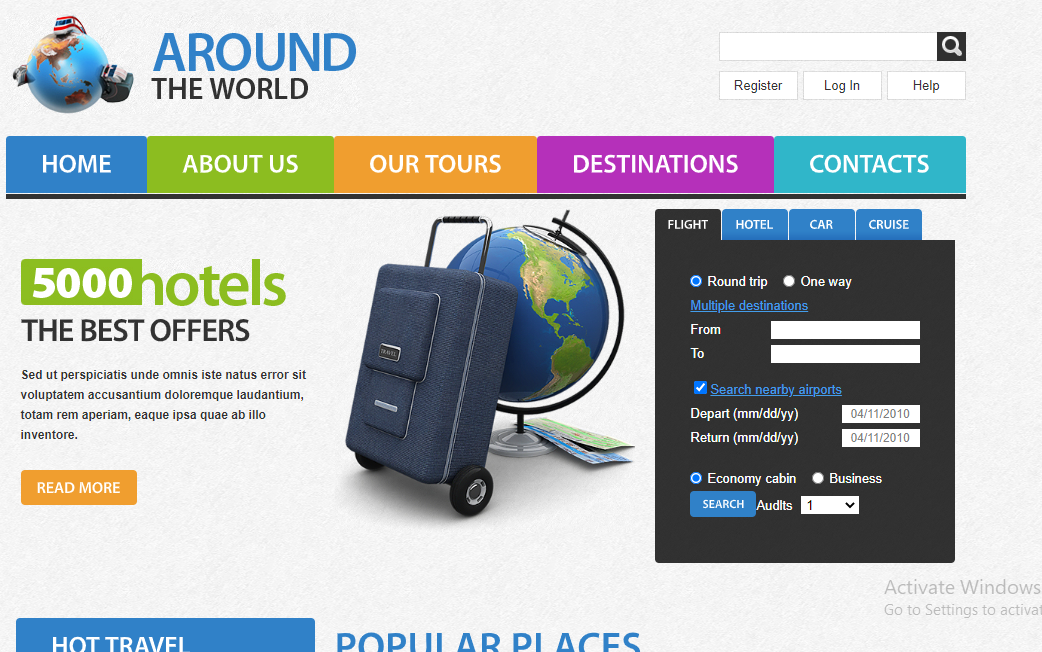 AROUND
THE WORLD
Register
Log In
Help
HOME
ABOUT US
OUR TOURS
DESTINATIONS
CONTACTS
5000 hotels
THE BEST OFFERS
Sed ut perspiciatis unde omnis iste natus error sit
voluptatem accusantium doloremque laudantium,
totam rem aperiam, eaque ipsa quae ab illo
inventore.
READ MORE
TRAVEL
FLIGHT
HOTEL
CAR
CRUISE
Round trip
One way
Multiple destinations
From
To
Search nearby airports
Depart (mm/dd/yy)
04/11/2010
Return (mm/dd/yy)
04/11/2010
Economy cabin
Business
SEARCH
Audlts
1
Activate Windows
Go to Settings to activat
HOT TRAVEL
POPULAR PLACES